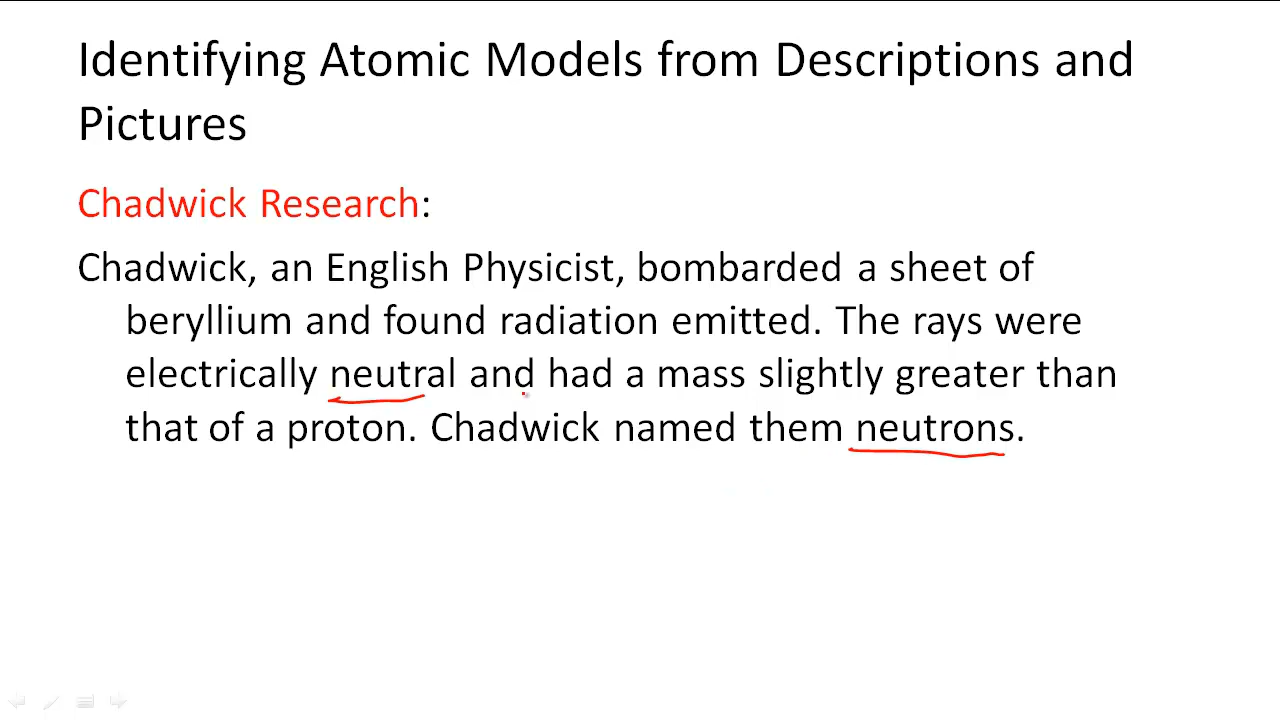 Identifying Atomic Models from Descriptions and
Pictures
Chadwick Research:
Chadwick, an English Physicist, bombarded a sheet of
beryllium and found radiation emitted. The rays were
electrically neutral and had a mass slightly greater than
that of a proton. Chadwick named them neutrons.